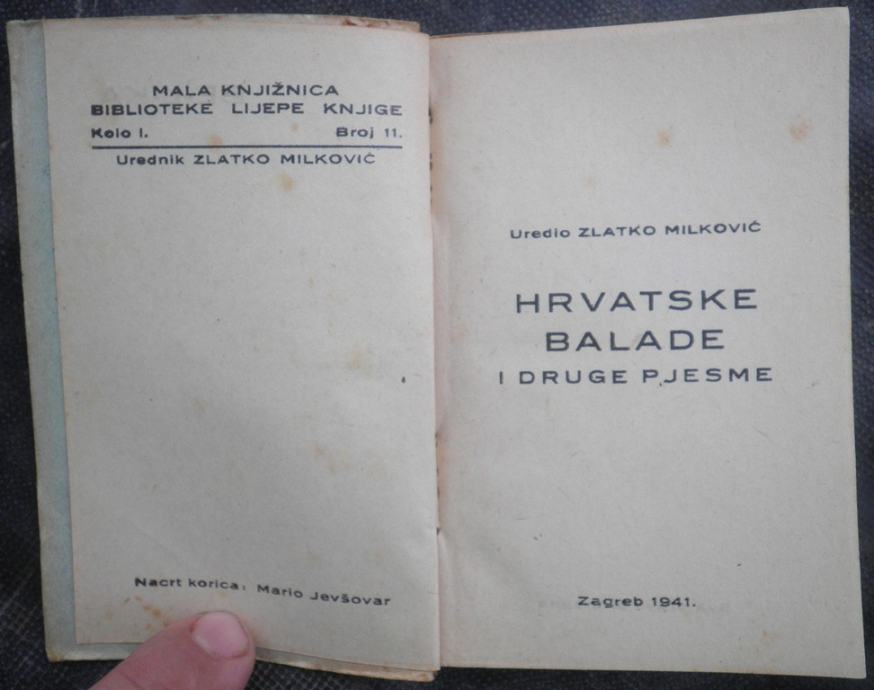 MALA KNJIŽNICA
BIBLIOTEKE LIJEPE KNJIGE
Kolo I. Broj 11.
Urednik ZLATKO MILKOVIĆ
Nacrt korica: Mario Jevšovar
Uredio ZLATKO MILKOVIĆ
HRVATSKE
BALADE
I DRUGE PJESME
Zagreb 1941.